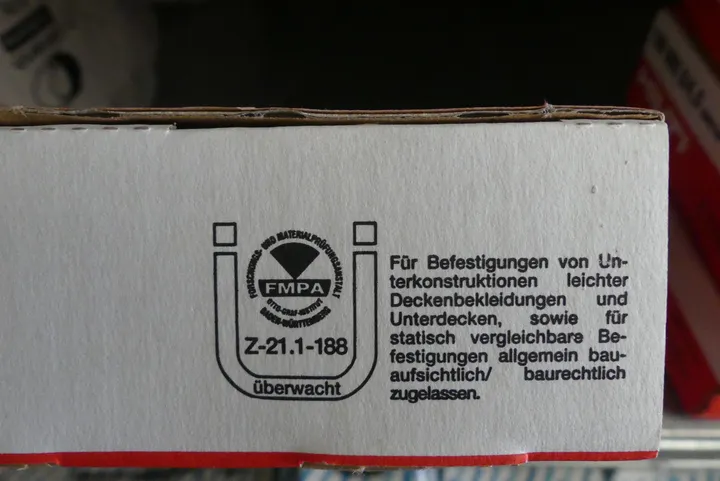 FORSCHUNGS- UND MATERIALPRÜFUNGSANSTALT
FMPA
OTTO-GRAF-INSTITUT
BADEN-WÜRTTEMBERG
Z-21.1-188
überwacht
Für Befestigungen von Un-
terkonstruktionen leichter
Deckenbekleidungen und
Unterdecken, sowie für
statisch vergleichbare Be-
festigungen allgemein bau-
aufsichtlich/ baurechtlich
zugelassen.